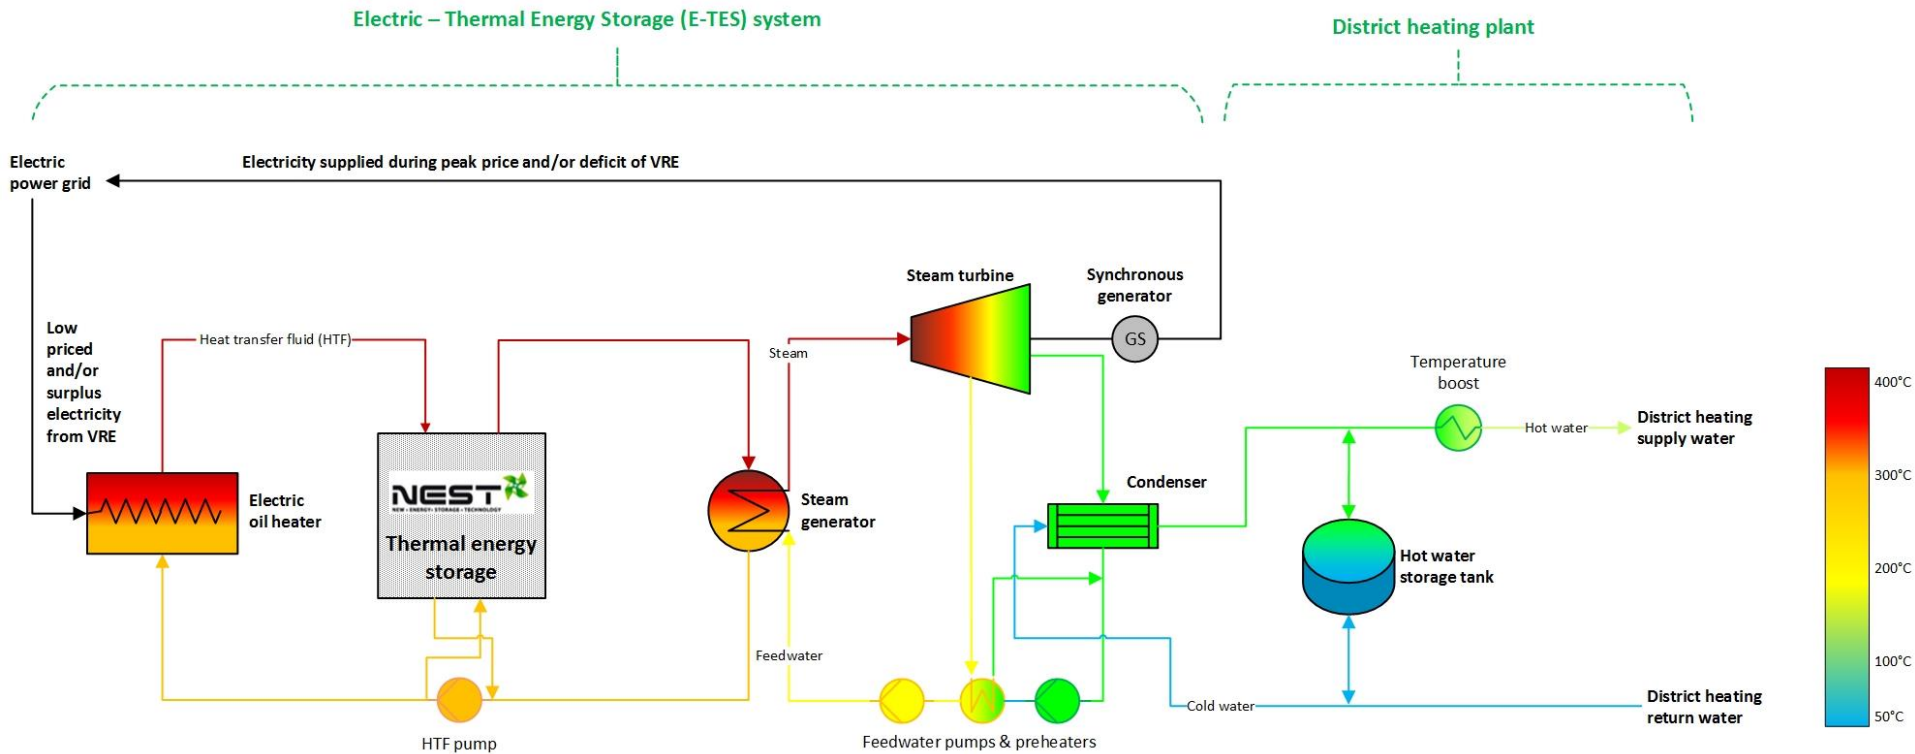 Electric – Thermal Energy Storage (E-TES) system
District heating plant
Electric
power grid
Electricity supplied during peak price and/or deficit of VRE
Low
priced
and/or
surplus
electricity
from VRE
Heat transfer fluid (HTF)
Electric
oil heater
NEST
NEW - ENERGY - STORAGE - TECHNOLOGY
Thermal energy
storage
HTF pump
Steam
generator
Steam
Feedwater
Steam turbine
Synchronous
generator
GS
Condenser
Feedwater pumps & preheaters
Cold water
Temperature
boost
Hot water
District heating
supply water
Hot water
storage tank
District heating
return water
400°C
300°C
200°C
100°C
50°C